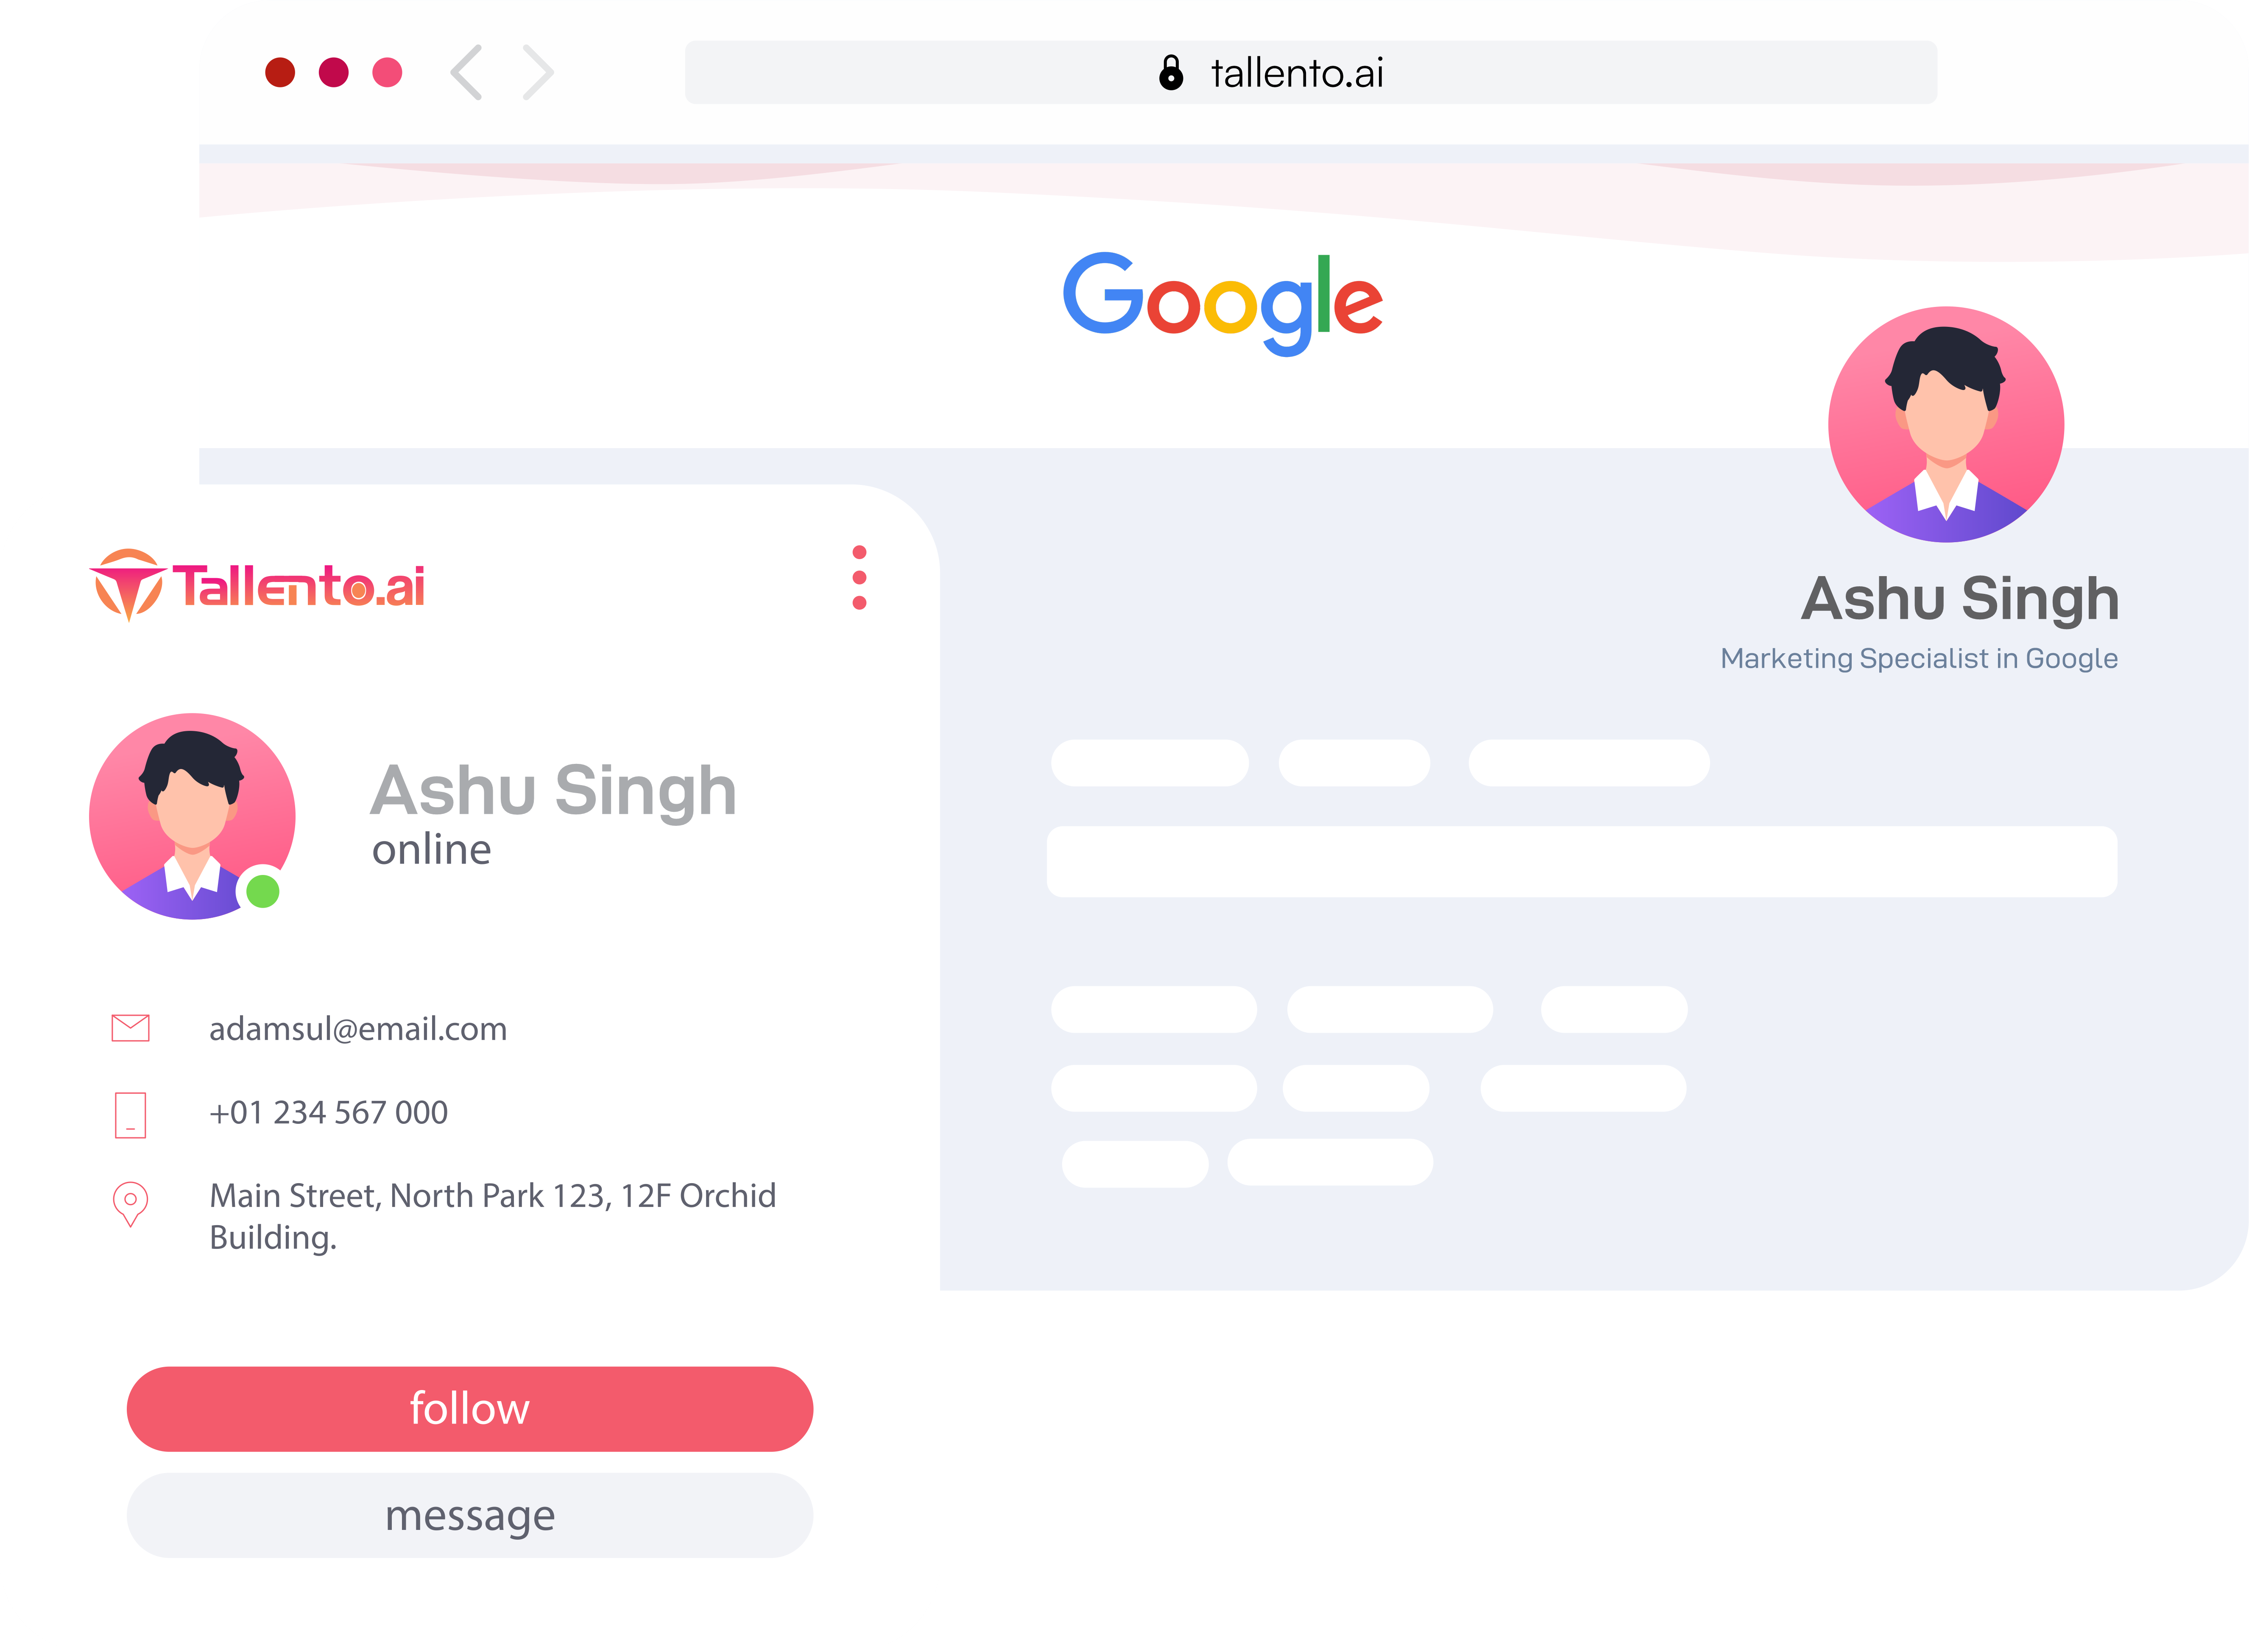 tallento.ai
Google
Ashu Singh
Marketing Specialist in Google
Tallento.ai
Ashu Singh
online
adamsul@email.com
+01 234 567 000
Main Street, North Park 123, 12F Orchid
Building.
follow
message